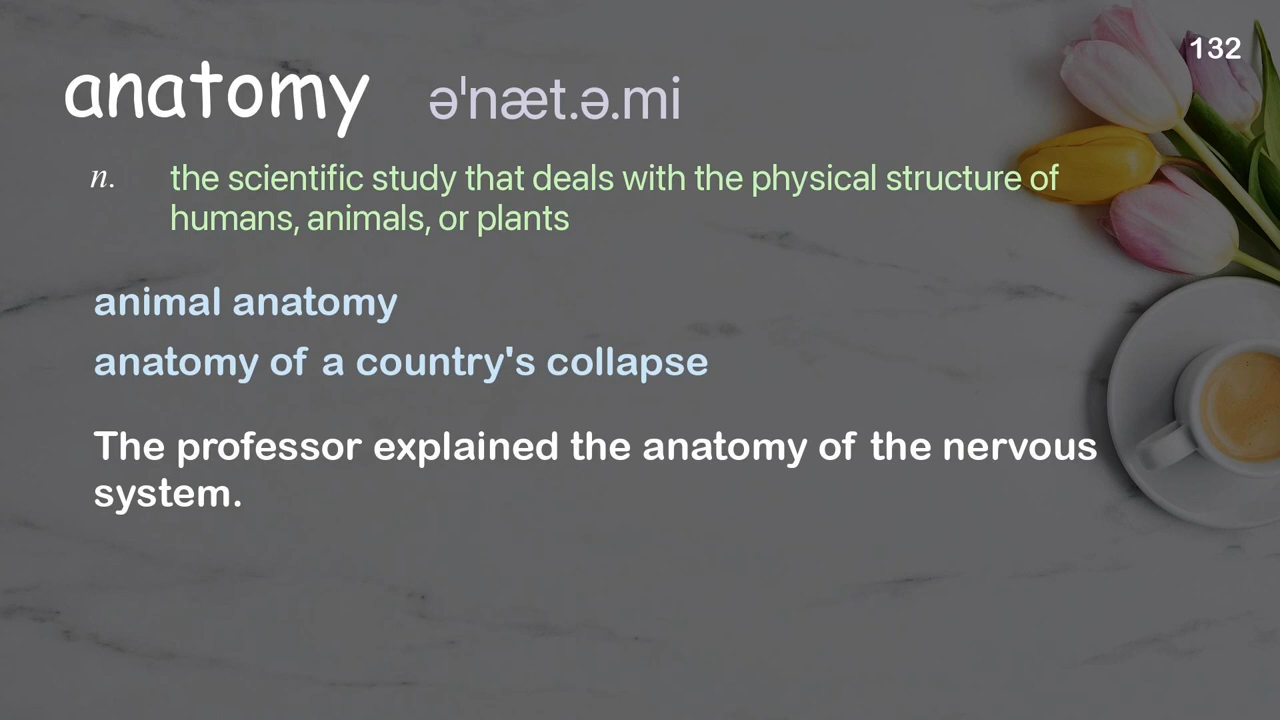 132
anatomy ə'næt.ə.mi
n. the scientific study that deals with the physical structure of
humans, animals, or plants
animal anatomy
anatomy of a country's collapse
The professor explained the anatomy of the nervous
system.